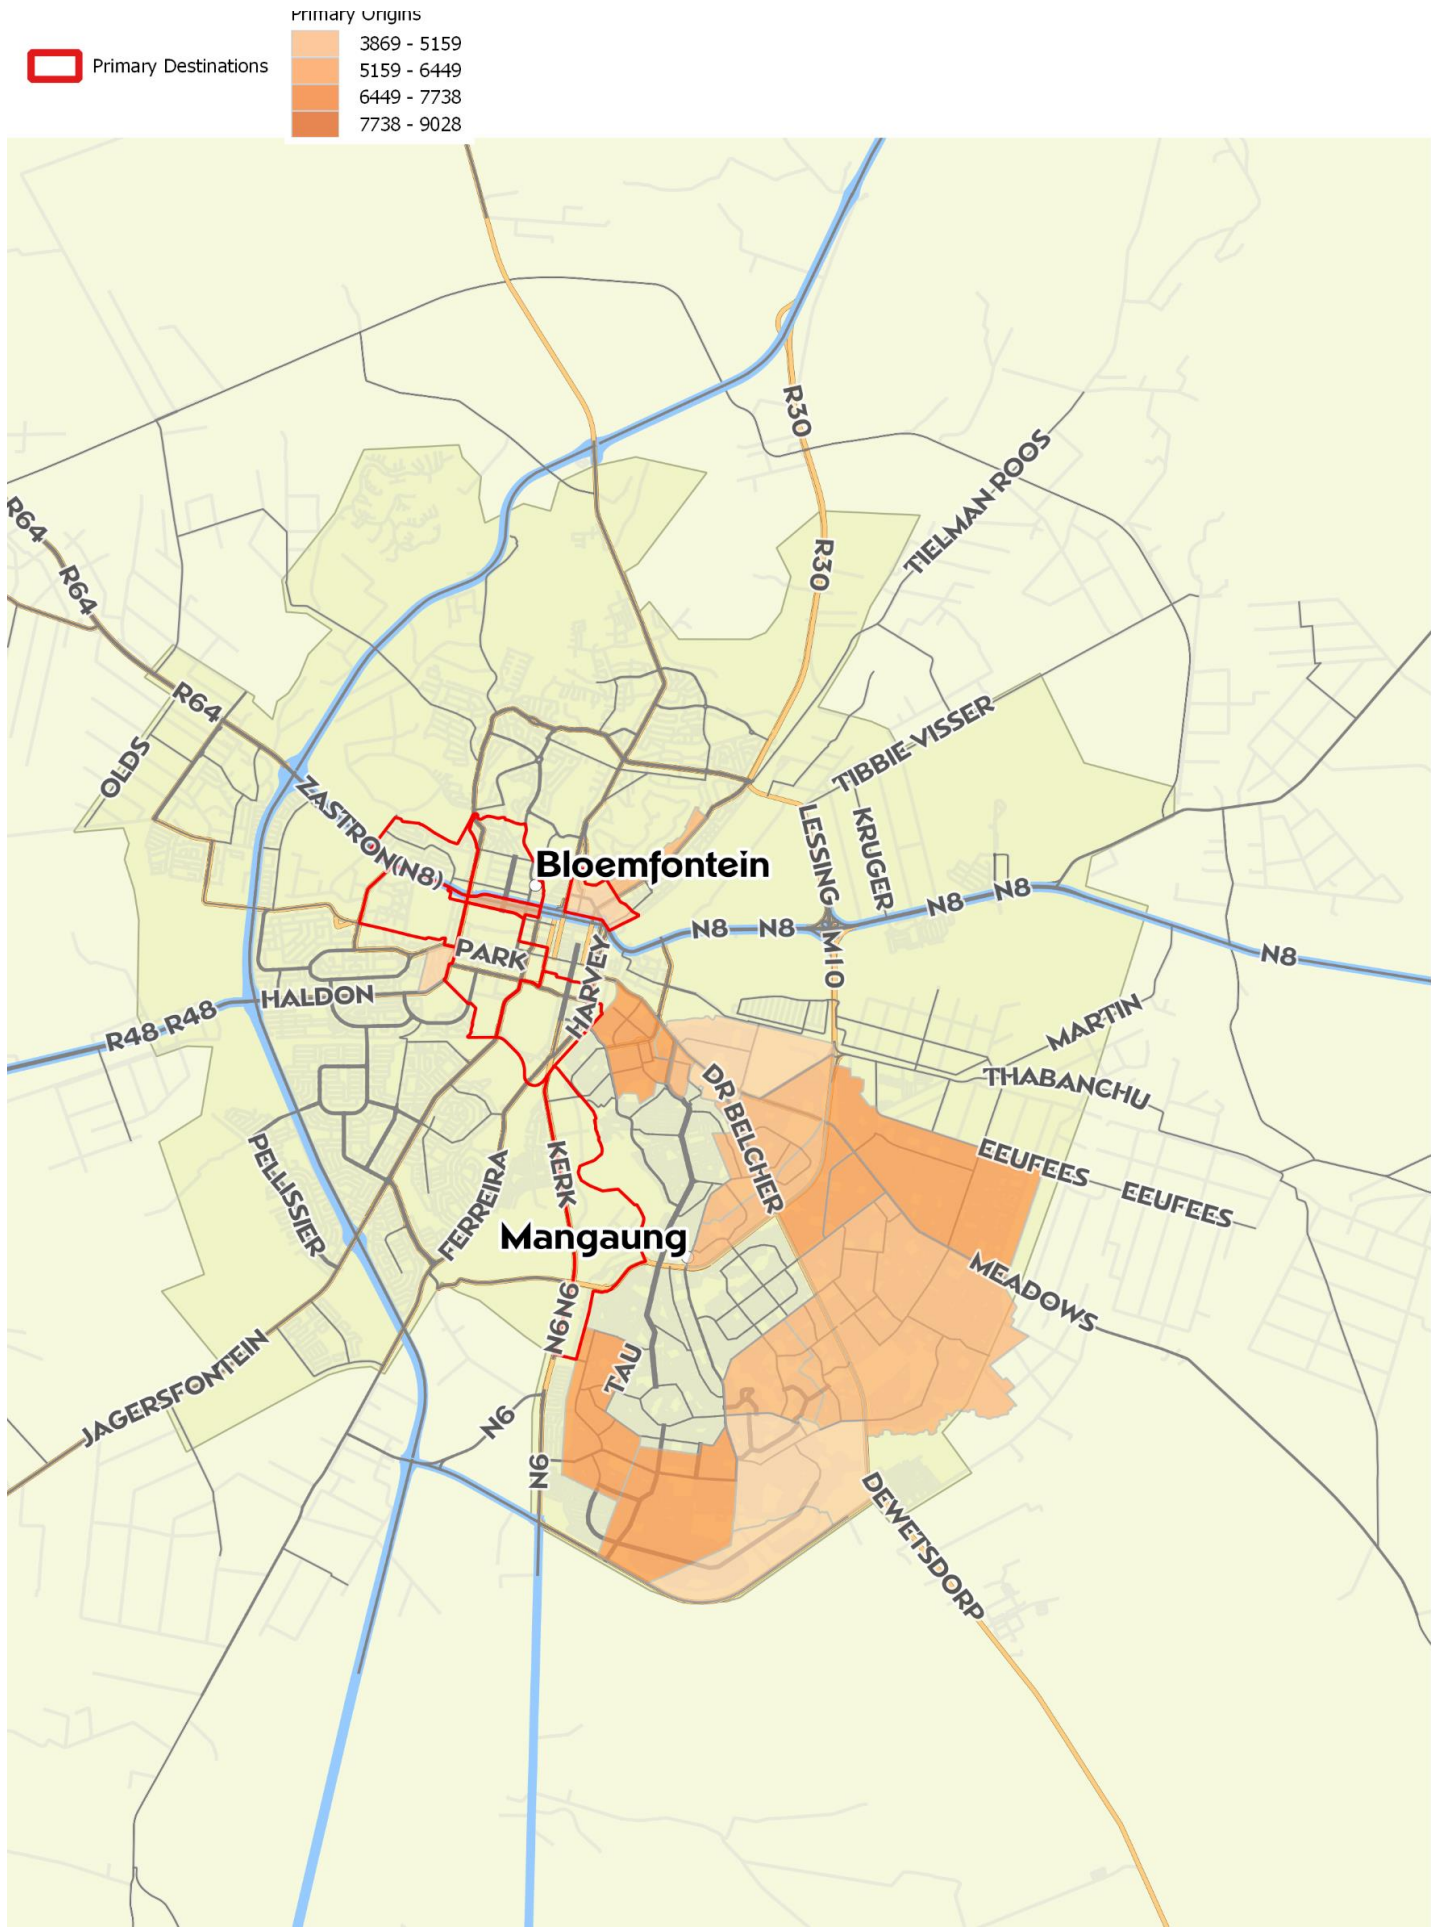 Primary Origins
3869 - 5159
Primary Destinations
5159 - 6449
6449 - 7738
7738 - 9028
R30
TIELMAN-ROOS
R64
R30
R64
R64
TIBBIE-VISSER
OLDS
ZASTRON(N8)
LESSING
KRUGER
Bloemfontein
N8
N8
N8
N8
N8
PARK
M10
HARVEY
HALDON
R48
R48
MARTIN
THABANCHU
DR BELCHER
PELLISSIER
KERK
FERREIRA
EEUFEES
EEUFEES
Mangaung
MEADOWS
N6
N6
TAU
JAGERSFONTEIN
N6
N6
DEWETSDORP